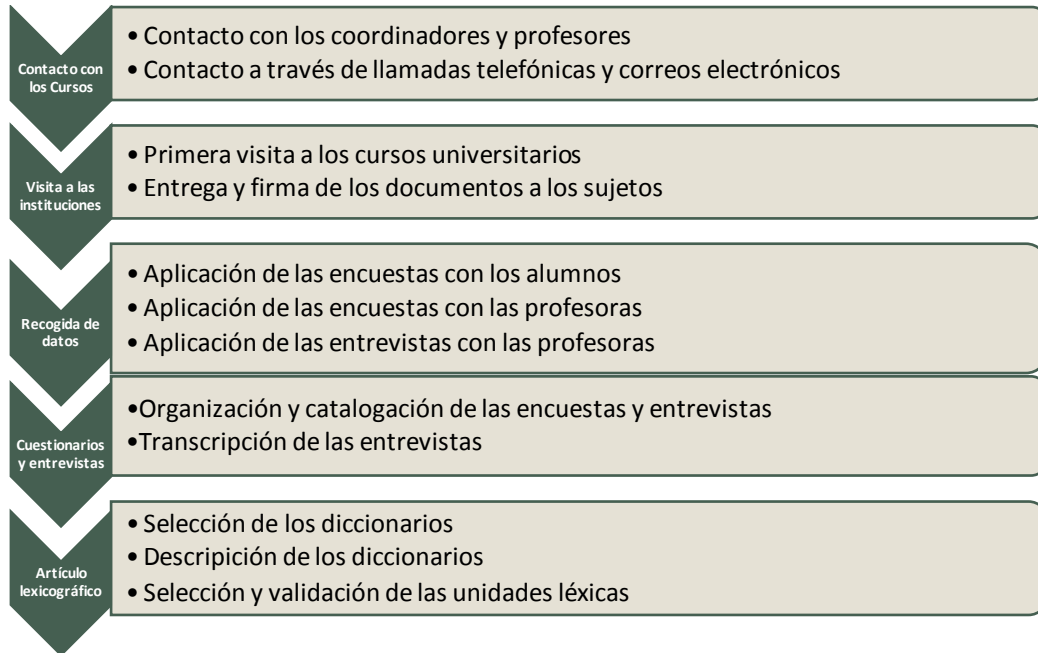 Contacto con
los Cursos
• Contacto con los coordinadores y profesores
• Contacto a través de llamadas telefónicas y correos electrónicos
Visita a las
instituciones
• Primera visita a los cursos universitarios
• Entrega y firma de los documentos a los sujetos
Recogida de
datos
• Aplicación de las encuestas con los alumnos
• Aplicación de las encuestas con las profesoras
• Aplicación de las entrevistas con las profesoras
Cuestionarios
y entrevistas
•Organización y catalogación de las encuestas y entrevistas
•Transcripción de las entrevistas
Artículo
lexicográfico
• Selección de los diccionarios
• Descripición de los diccionarios
• Selección y validación de las unidades léxicas